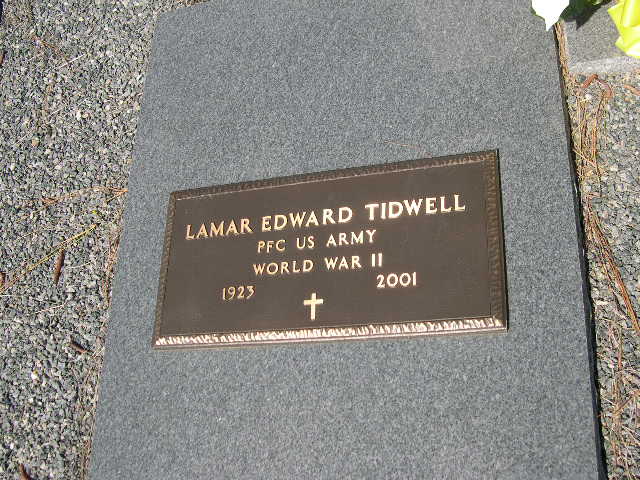 LAMAR EDWARD TIDWELL
PFC US ARMY
WORLD WAR II
1923 2001